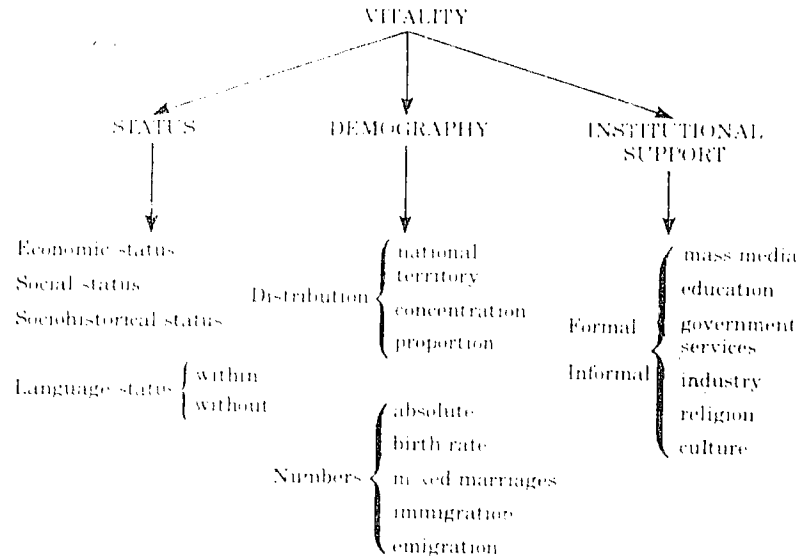 VITALITY
STATUS
DEMOGRAPHY
INSTITUTIONAL
SUPPORT
Economic status
Social status
Sociohistorical status
Language status
within
without
Distribution
national
territory
concentration
proportion
Numbers
absolute
birth rate
mixed marriages
immigration
emigration
Formal
Informal
mass media
education
government
services
industry
religion
culture